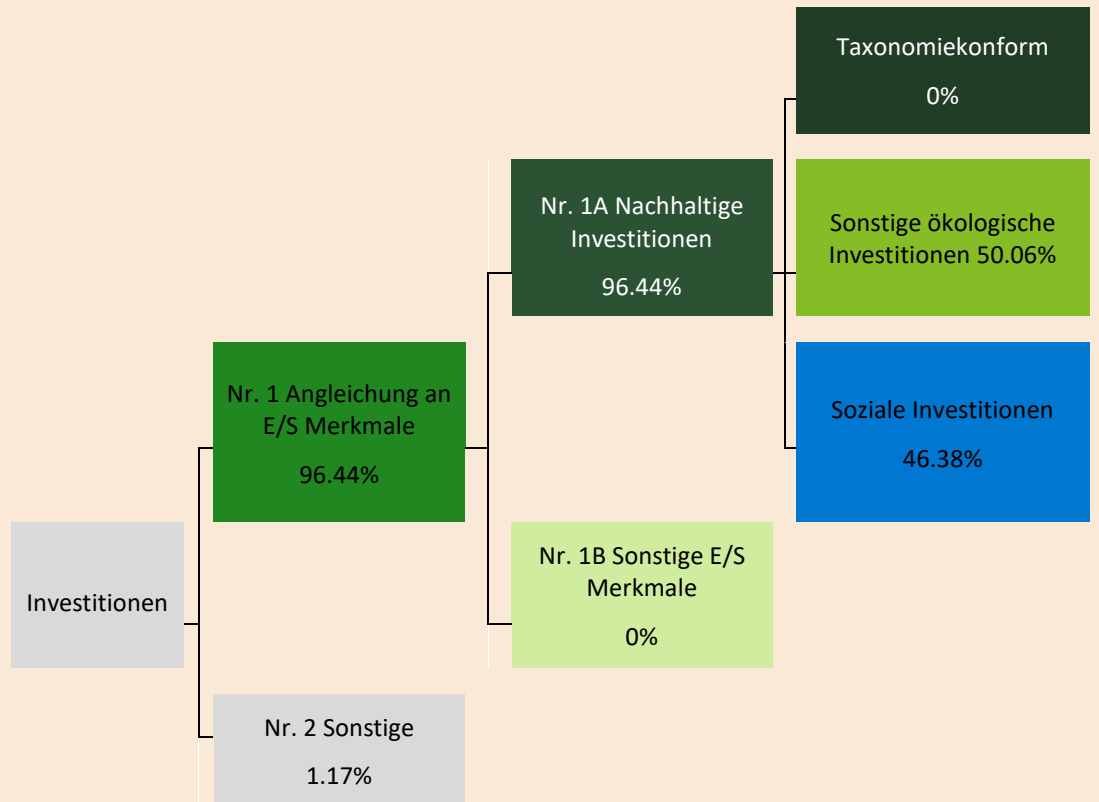 Investitionen
Nr. 1 Angleichung an
E/S Merkmale
96.44%
Nr. 2 Sonstige
1.17%
Nr. 1A Nachhaltige
Investitionen
96.44%
Nr. 1B Sonstige E/S
Merkmale
0%
Taxonomiekonform
0%
Sonstige ökologische
Investitionen 50.06%
Soziale Investitionen
46.38%